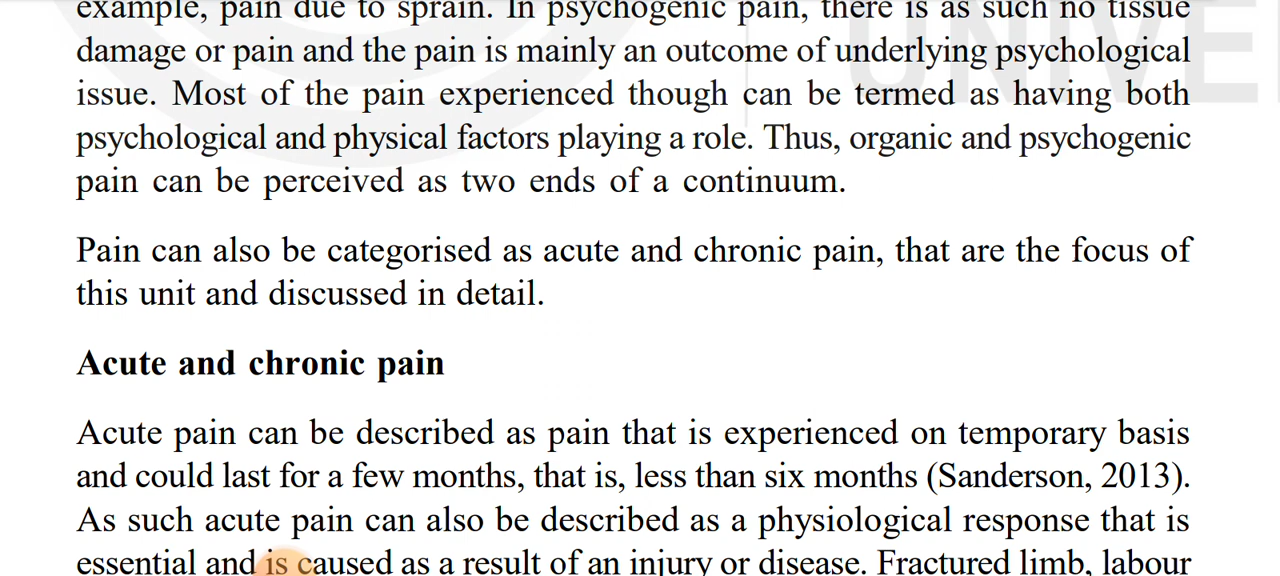 example, pain due to sprain. In psychogenic pain, there is as such no tissue
damage or pain and the pain is mainly an outcome of underlying psychological
issue. Most of the pain experienced though can be termed as having both
psychological and physical factors playing a role. Thus, organic and psychogenic
pain can be perceived as two ends of a continuum.
Pain can also be categorised as acute and chronic pain, that are the focus of
this unit and discussed in detail.
Acute and chronic pain
Acute pain can be described as pain that is experienced on temporary basis
and could last for a few months, that is, less than six months (Sanderson, 2013).
As such acute pain can also be described as a physiological response that is
essential and is caused as a result of an injury or disease. Fractured limb, labour